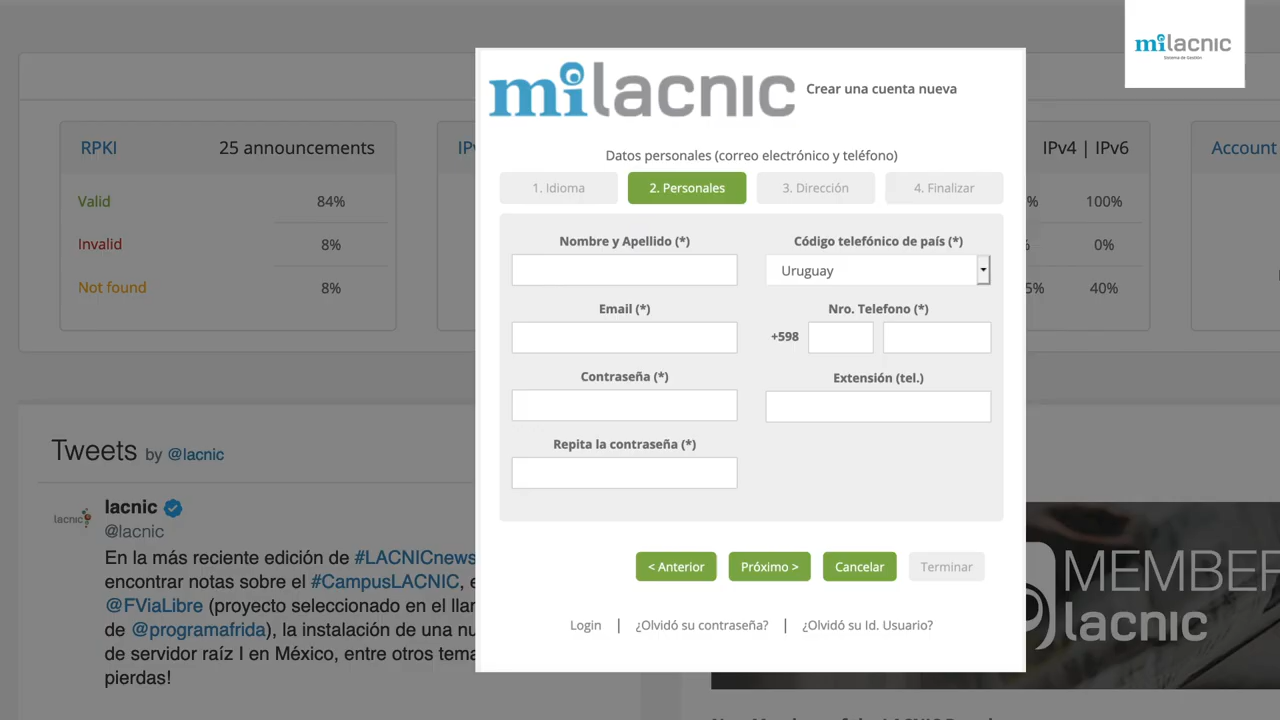 milacnic
Sistema de Gestión
milacnic
Crear una cuenta nueva
Datos personales (correo electrónico y teléfono)
1. Idioma
2. Personales
3. Dirección
4. Finalizar
Nombre y Apellido (*)
Código telefónico de país (*)
Uruguay
Email (*)
Nro. Telefono (*)
+598
Contraseña (*)
Extensión (tel.)
Repita la contraseña (*)
< Anterior
Próximo >
Cancelar
Terminar
Login | ¿Olvidó su contraseña? | ¿Olvidó su Id. Usuario?
RPKI 25 announcements
Valid 84%
Invalid 8%
Not found 8%
IPv4 | IPv6
% 100%
0%
5% 40%
Account
Tweets by @lacnic
lacnic
lacnic
@lacnic
En la más reciente edición de #LACNICnews
encontrar notas sobre el #CampusLACNIC,
@FViaLibre (proyecto seleccionado en el
de @programafrida), la instalación de una
de servidor raíz I en México, entre otros
pierdas!
MEMBER
lacnic